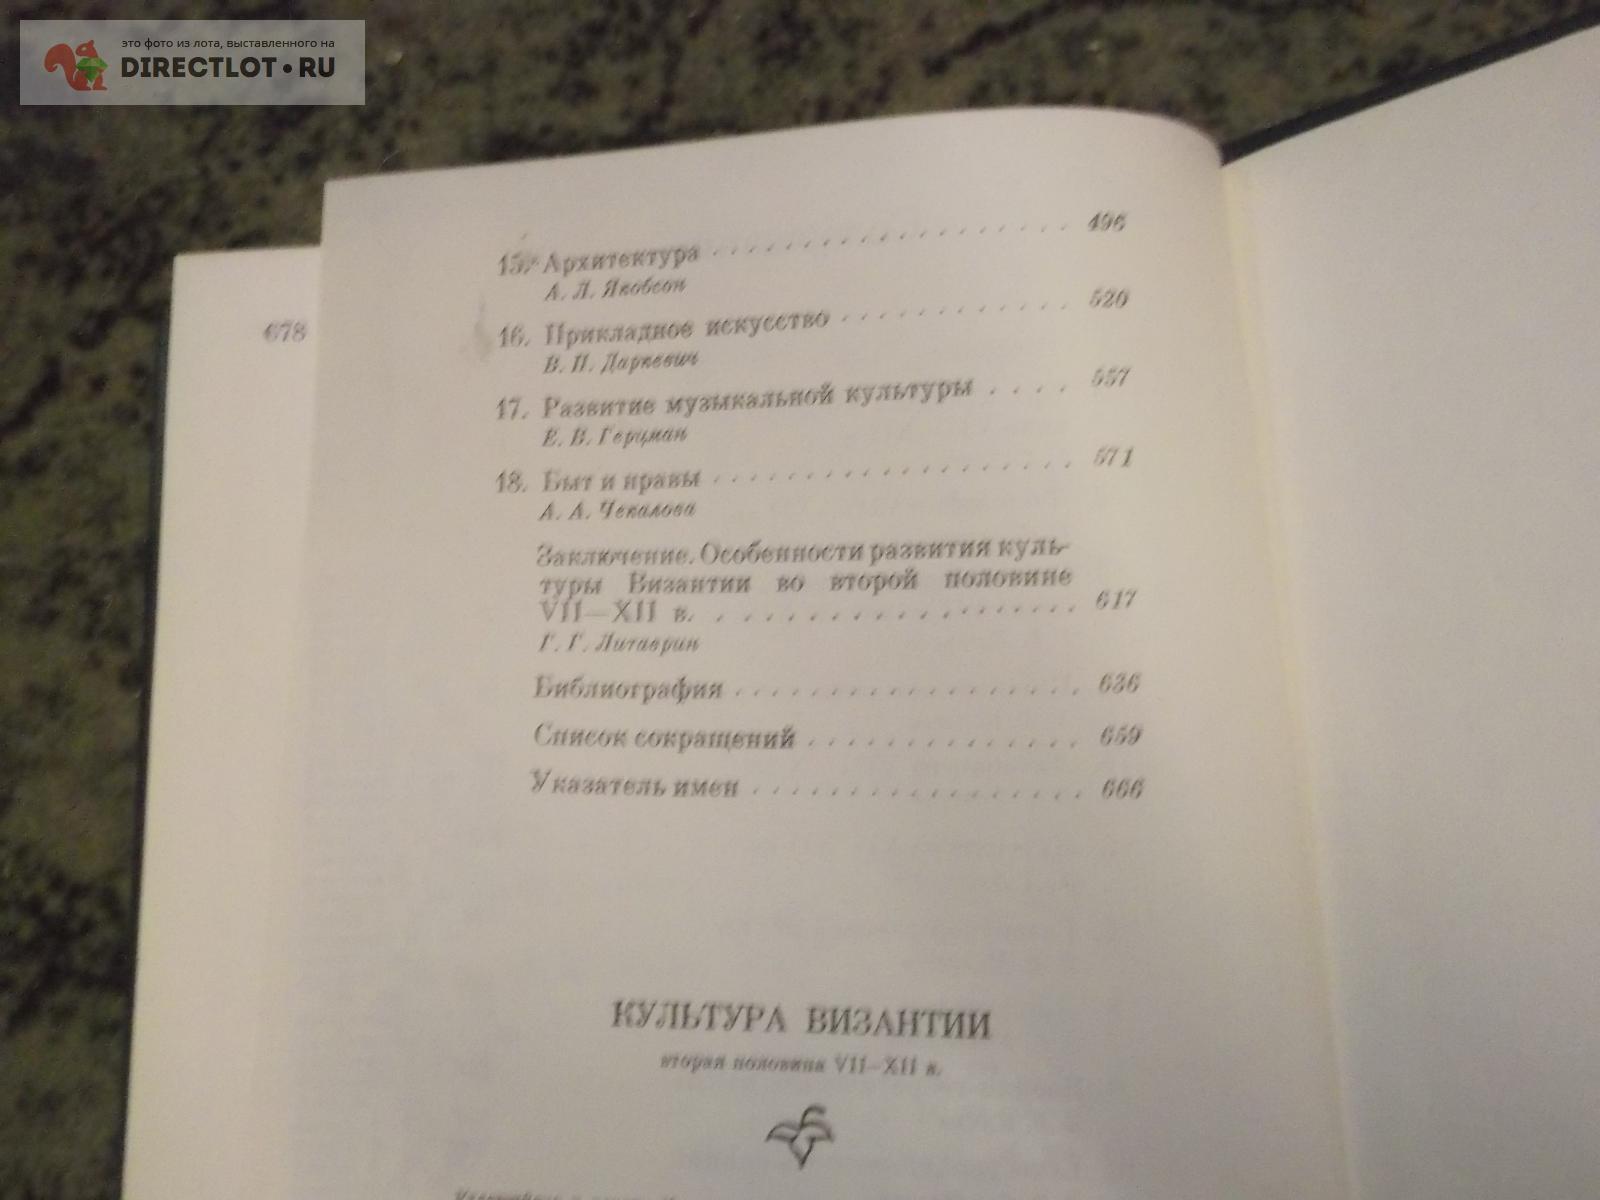 это фото из лота, выставленного на
DIRECTLOT•RU
678
15. Архитектура . . . . . . . . . . . . . . . . . . . . 496
А. Л. Якобсон
16. Прикладное искусство . . . . . . . . . . . . 520
В. П. Даркевич
17. Развитие музыкальной культуры . . . . 557
Е. В. Герцман
18. Быт и нравы . . . . . . . . . . . . . . . . . . . 571
А. А. Чекалова
Заключение. Особенности развития куль-
туры Византии во второй половине
VII—XII в. . . . . . . . . . . . . . . . . . 617
Г. Г. Литаврин
Библиография . . . . . . . . . . . . . . . . . . 636
Список сокращений . . . . . . . . . . . . . . 659
Указатель имен . . . . . . . . . . . . . . . . . 666
КУЛЬТУРА ВИЗАНТИИ
вторая половина VII—XII в.